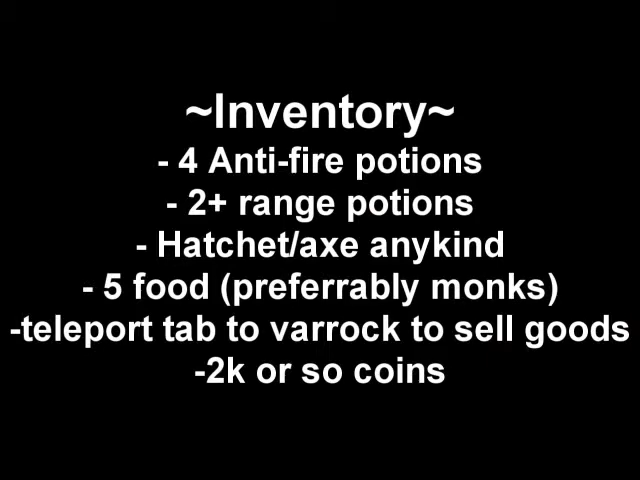 ~Inventory~
- 4 Anti-fire potions
- 2+ range potions
- Hatchet/axe anykind
- 5 food (preferrably monks)
-teleport tab to varrock to sell goods
-2k or so coins